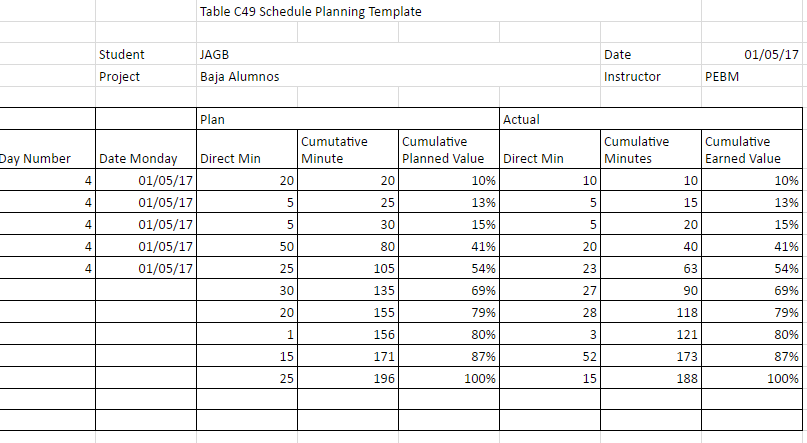 Table C49 Schedule Planning Template
Student JAGB Date 01/05/17
Project Baja Alumnos Instructor PEBM
Plan Actual
Cumutative Cumulative Cumulative Cumulative
Day Number Date Monday Direct Min Minute Planned Value Direct Min Minutes Earned Value
4 01/05/17 20 20 10% 10 10 10%
4 01/05/17 5 25 13% 5 15 13%
4 01/05/17 5 30 15% 5 20 15%
4 01/05/17 50 80 41% 20 40 41%
4 01/05/17 25 105 54% 23 63 54%
30 135 69% 27 90 69%
20 155 79% 28 118 79%
1 156 80% 3 121 80%
15 171 87% 52 173 87%
25 196 100% 15 188 100%